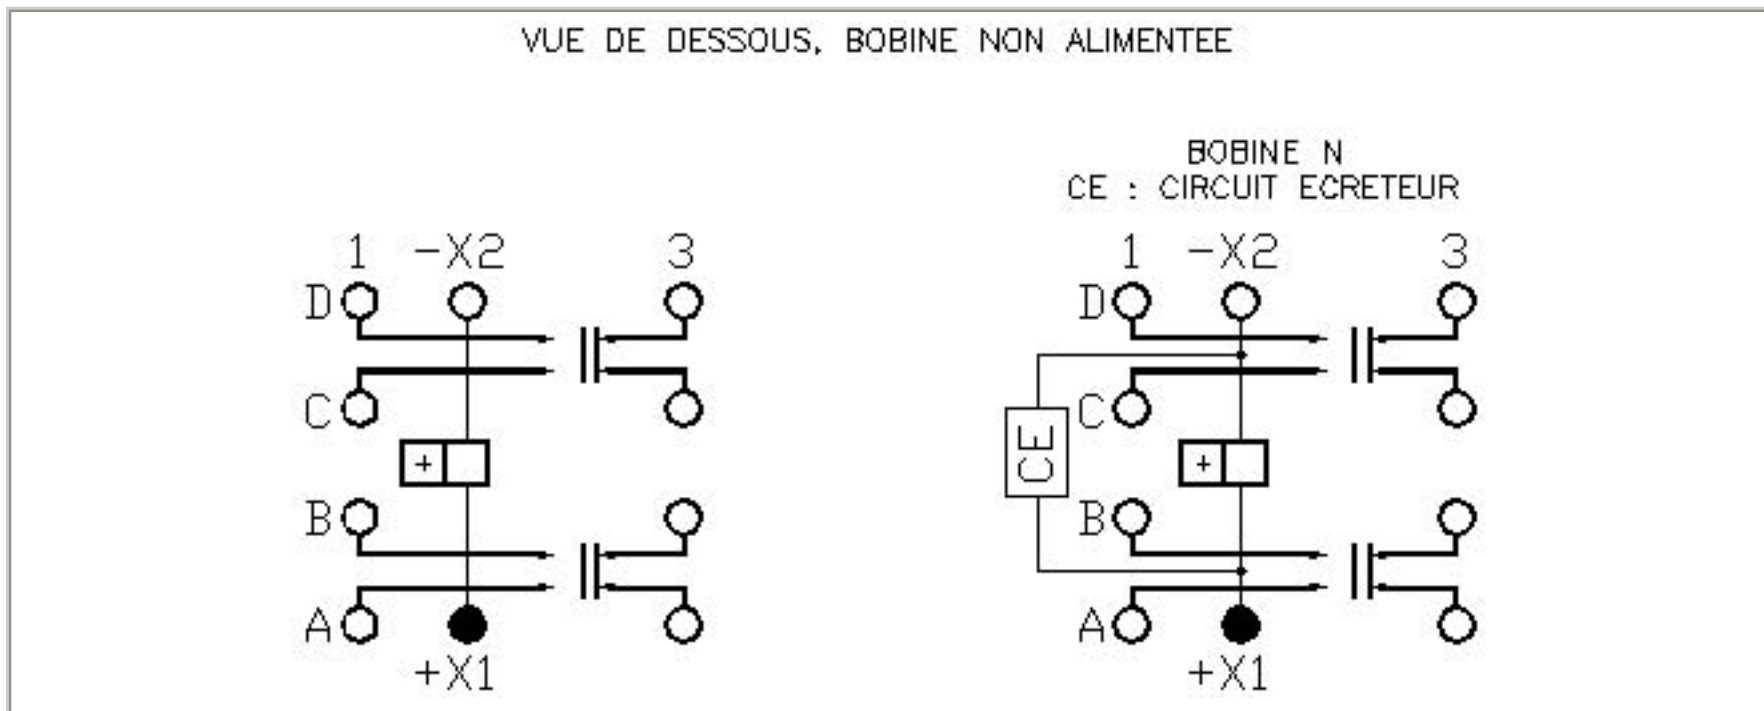 VUE DE DESSOUS, BOBINE NON ALIMENTEE
BOBINE N
CE : CIRCUIT ECRETEUR
1 -X2 3
D
C
+
B
A
+X1
1 -X2 3
D
C
CE
+
B
A
+X1